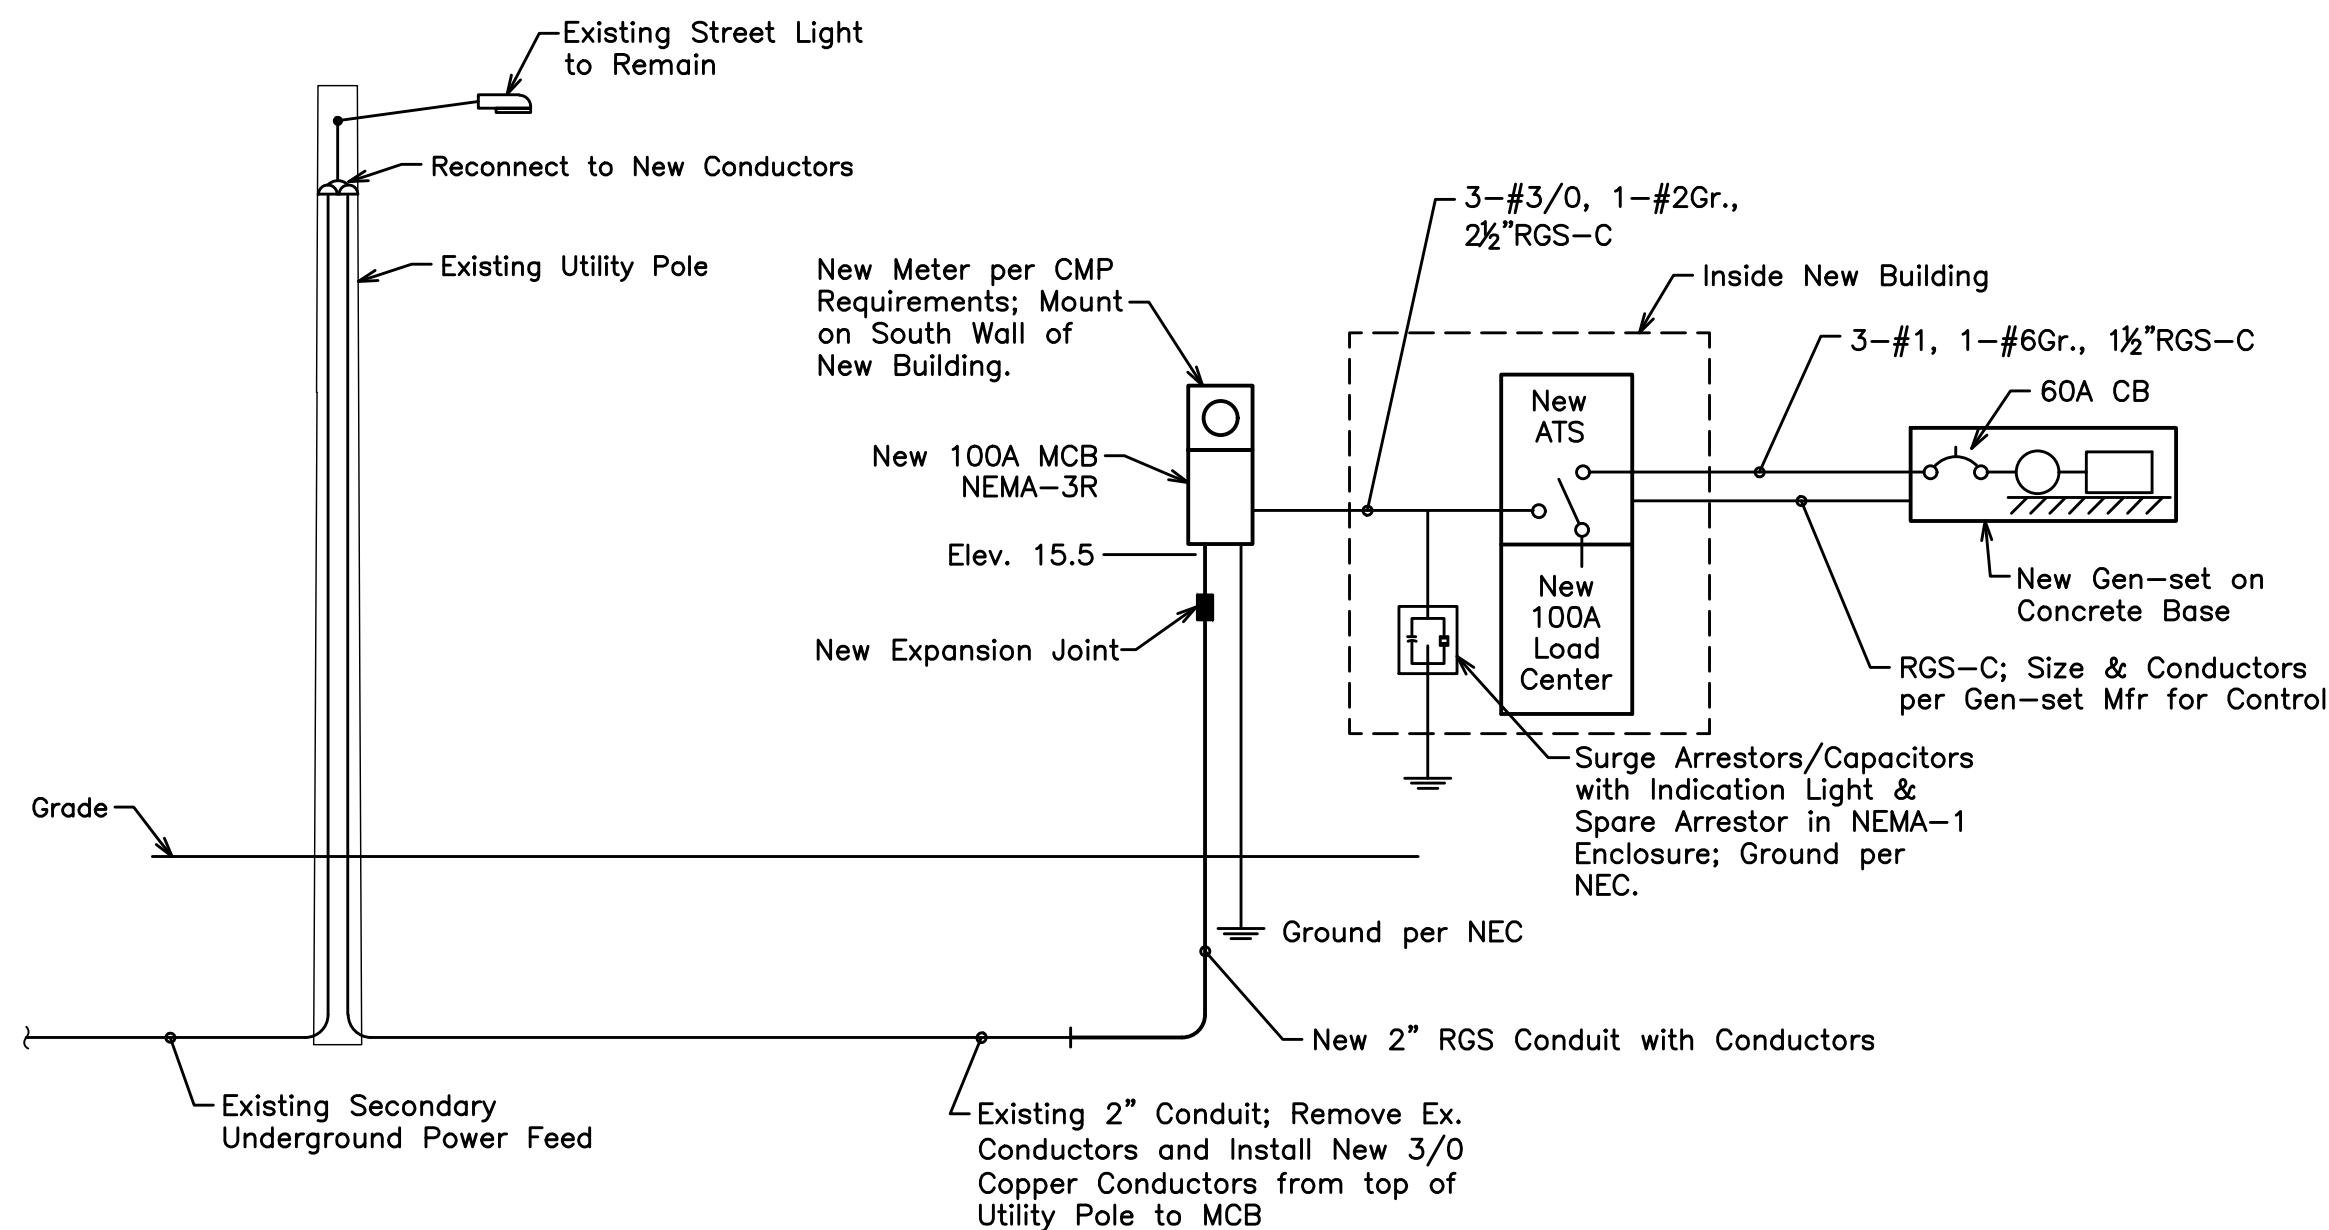 Existing Street Light
to Remain
Reconnect to New Conductors
Existing Utility Pole
3-#3/0, 1-#2Gr.,
2½"RGS-C
New Meter per CMP
Requirements; Mount
on South Wall of
New Building.
Inside New Building
3-#1, 1-#6Gr., 1½"RGS-C
60A CB
New
ATS
New 100A MCB
NEMA-3R
Elev. 15.5
New
100A
Load
Center
New Gen-set on
Concrete Base
New Expansion Joint
RGS-C; Size & Conductors
per Gen-set Mfr for Control
Surge Arrestors/Capacitors
with Indication Light &
Spare Arrestor in NEMA-1
Enclosure; Ground per
NEC.
Grade
Ground per NEC
New 2" RGS Conduit with Conductors
Existing Secondary
Underground Power Feed
Existing 2" Conduit; Remove Ex.
Conductors and Install New 3/0
Copper Conductors from top of
Utility Pole to MCB